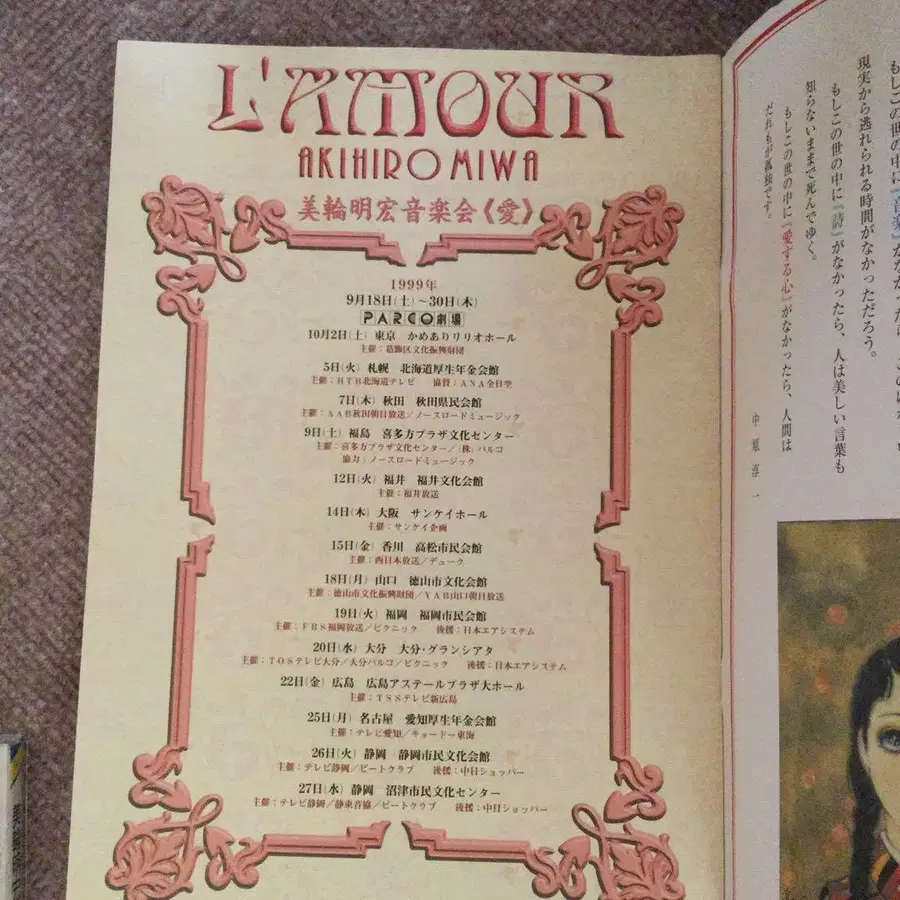 L'AMOUR
AKIHIRO MIWA
美輪明宏音楽会《愛》
1999年
9月18日(土)~30日(木)
PARCO劇場
10月2日(土) 東京 かめありリリオホール
主催:葛飾区文化振興財団
5日(火) 札幌 北海道厚生年金会館
主催:HTB北海道テレビ 協賛:ANA全日空
7日(木) 秋田 秋田県民会館
主催:AAB秋田朝日放送/ノースロードミュージック
9日(土) 福島 喜多方プラザ文化センター
主催:喜多方プラザ文化センター/(株)パルコ
協力:ノースロードミュージック
12日(火) 福井 福井文化会館
主催:福井放送
14日(木) 大阪 サンケイホール
主催:サンケイ企画
15日(金) 香川 高松市民会館
主催:西日本放送/デューク
18日(月) 山口 徳山市文化会館
主催:徳山市文化振興財団/YAB山口朝日放送
19日(火) 福岡 福岡市民会館
主催:FBS福岡放送/ピクニック 後援:日本エアシステム
20日(水) 大分 大分・グランシアタ
主催:TOSテレビ大分/大分パルコ/ピクニック 後援:日本エアシステム
22日(金) 広島 広島アステールプラザ大ホール
主催:TSSテレビ新広島
25日(月) 名古屋 愛知厚生年金会館
主催:テレビ愛知/キョードー東海
26日(火) 静岡 静岡市民文化会館
主催:テレビ静岡/ビートクラブ 後援:中日ショッパー
27日(水) 静岡 沼津市民文化センター
主催:テレビ静岡/静東音協/ビートクラブ 後援:中日ショッパー
もしこの世の中に『音楽』がなかったら
現実から逃れられる時間がなかっただろう。
もしこの世の中に『詩』がなかったら、人は美しい言葉も
知らないままで死んでゆく。
もしこの世の中に『愛する心』がなかったら、人間は
だれもが孤独です。
中原淳一